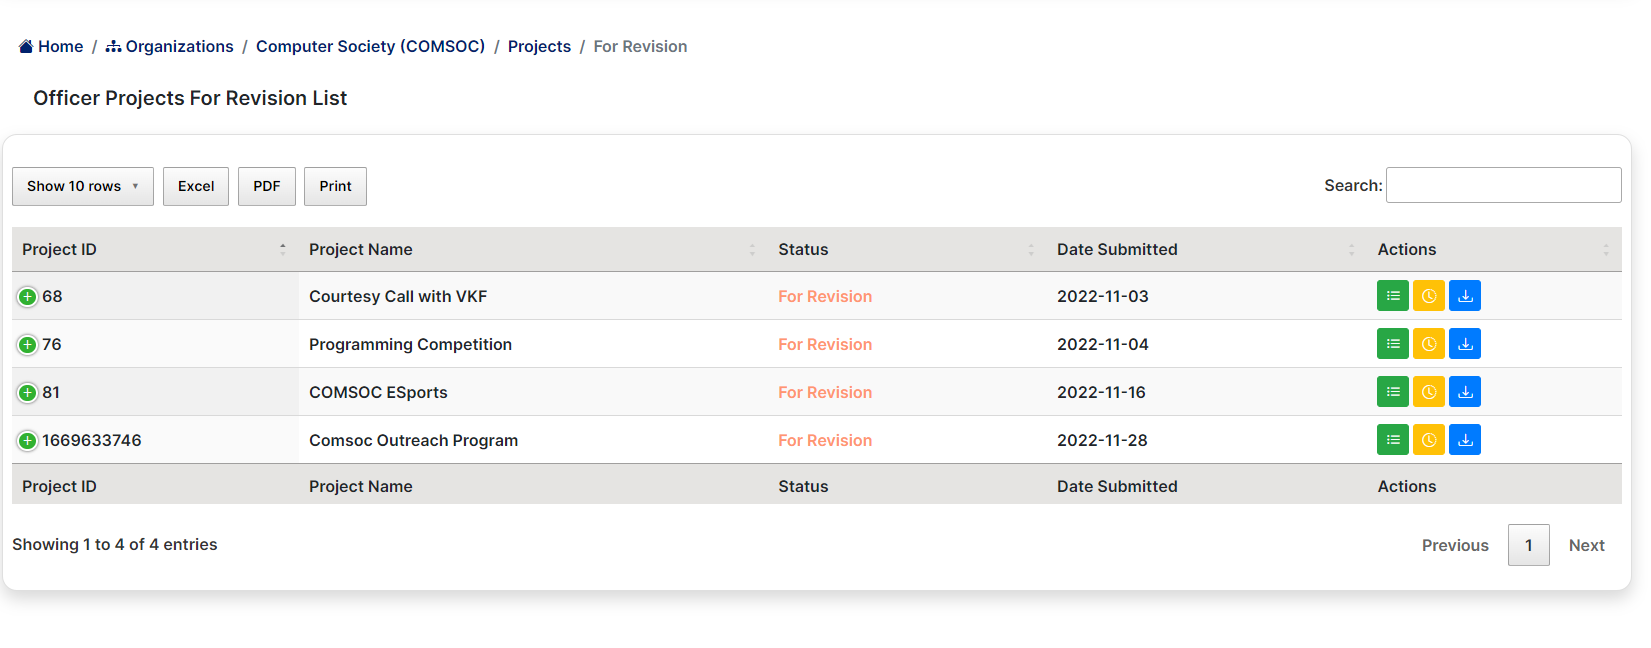 Home / Organizations / Computer Society (COMSOC) / Projects / For Revision
Officer Projects For Revision List
Show 10 rows Excel PDF Print Search:
Project ID Project Name Status Date Submitted Actions
68 Courtesy Call with VKF For Revision 2022-11-03
76 Programming Competition For Revision 2022-11-04
81 COMSOC ESports For Revision 2022-11-16
1669633746 Comsoc Outreach Program For Revision 2022-11-28
Project ID Project Name Status Date Submitted Actions
Showing 1 to 4 of 4 entries Previous 1 Next